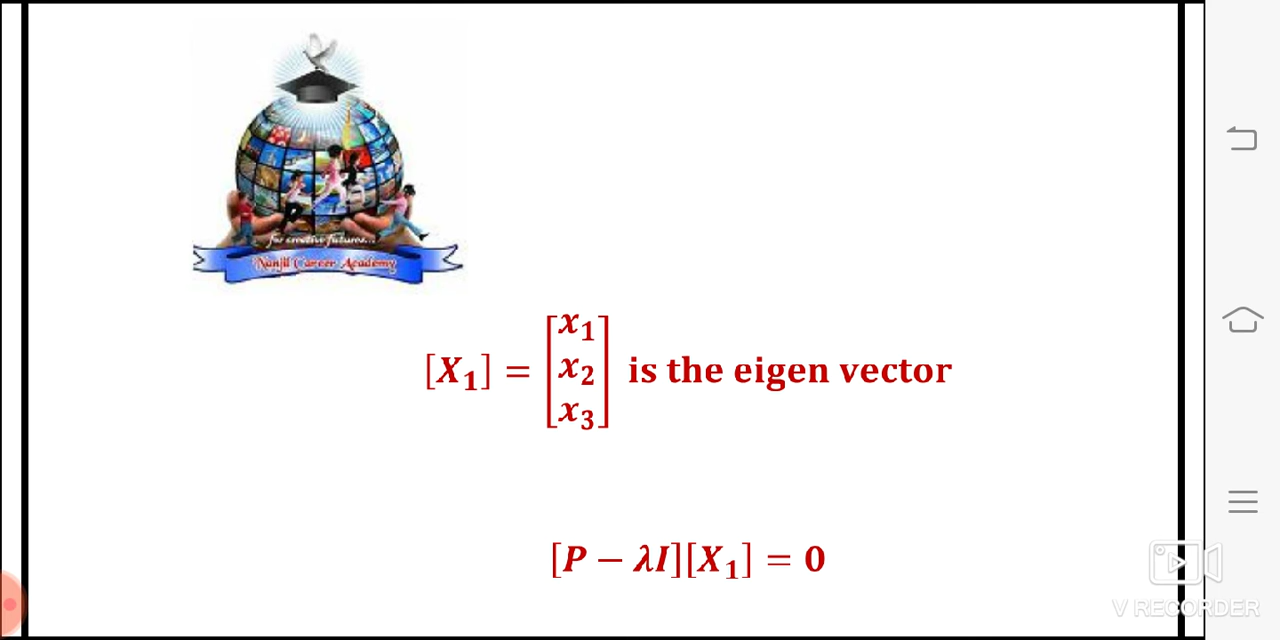 for creative futures...
Nanjil Career Academy
[X₁] = [x₁ x₂ x₃] is the eigen vector
[P − λI][X₁] = 0
V RECORDER